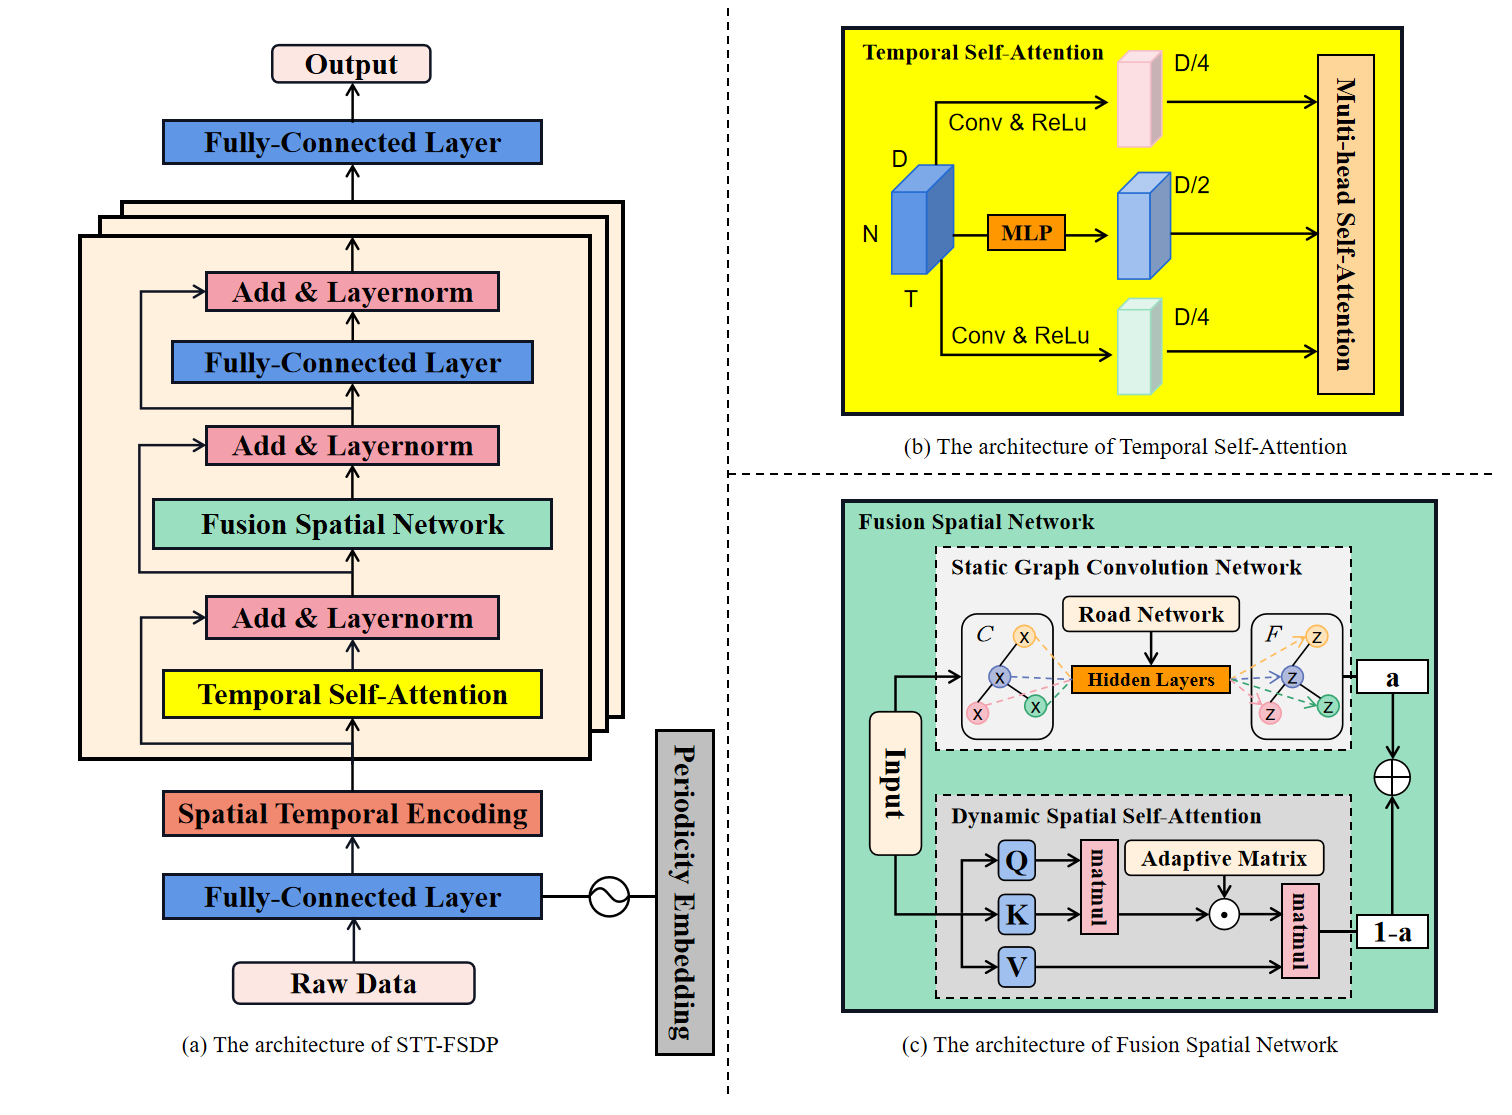 Output
Fully-Connected Layer
Add & Layernorm
Fully-Connected Layer
Add & Layernorm
Fusion Spatial Network
Add & Layernorm
Temporal Self-Attention
Spatial Temporal Encoding
Fully-Connected Layer
Raw Data
Periodicity Embedding
(a) The architecture of STT-FSDP
Temporal Self-Attention
D/4
Conv & ReLu
D
D/2
N
MLP
T
D/4
Conv & ReLu
Multi-head Self-Attention
(b) The architecture of Temporal Self-Attention
Fusion Spatial Network
Static Graph Convolution Network
Road Network
C
X
X
X
X
Hidden Layers
F
Z
Z
Z
Z
a
Input
Dynamic Spatial Self-Attention
Q
K
V
matmul
Adaptive Matrix
matmul
1-a
(c) The architecture of Fusion Spatial Network